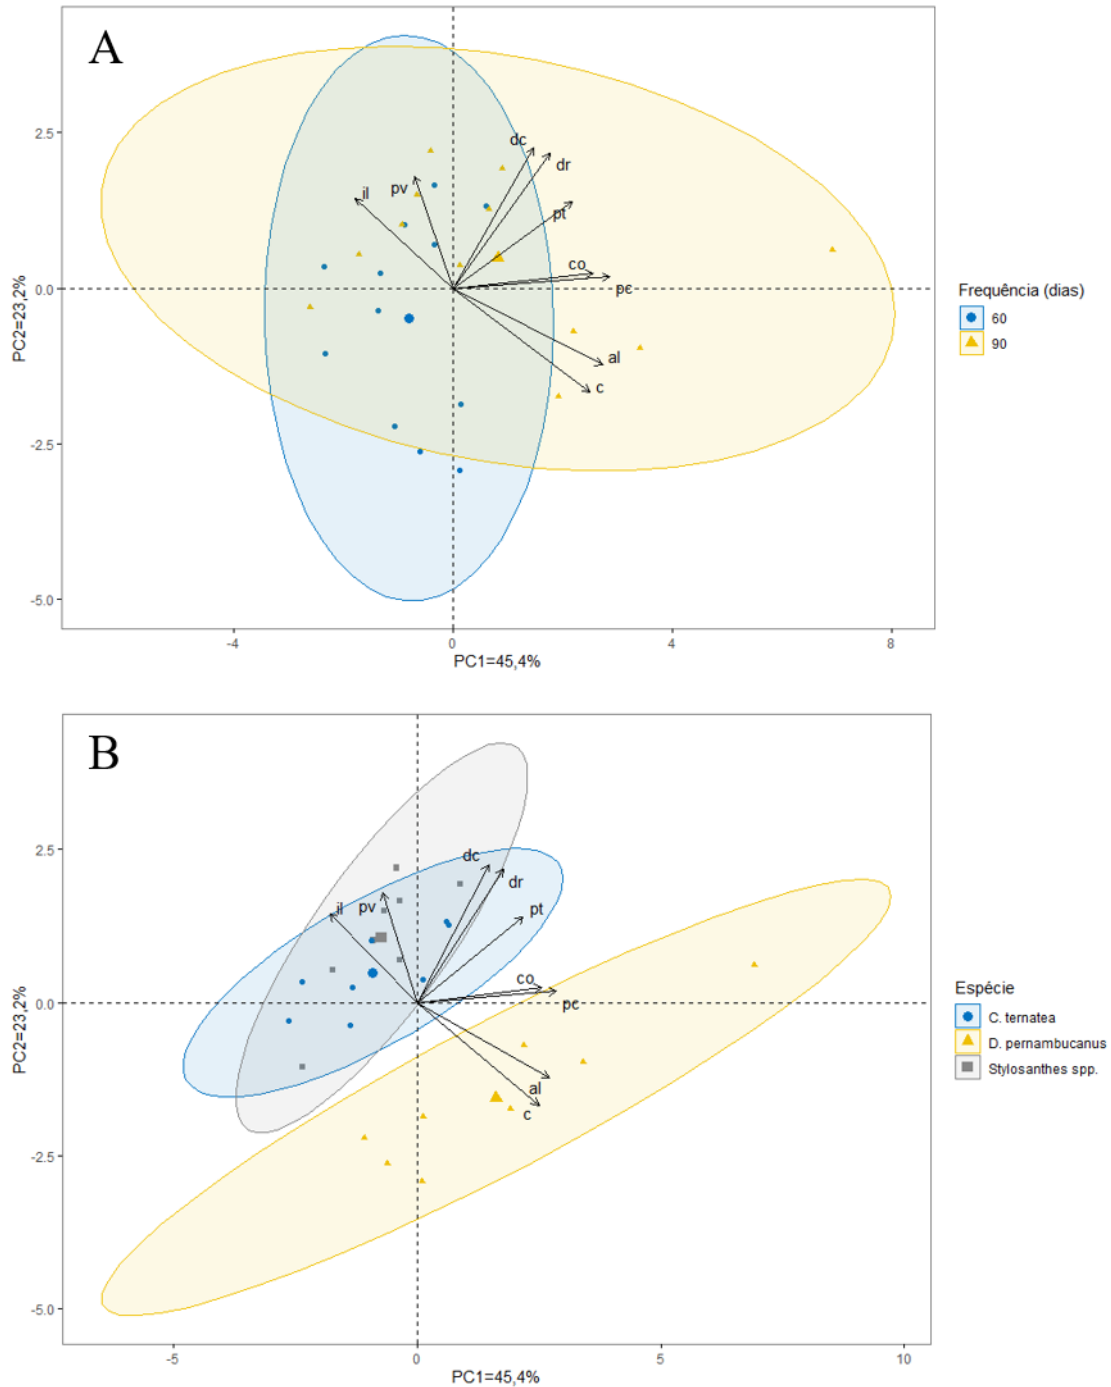 A
2.5
0.0
-2.5
-5.0
PC2=23,2%
dc
dr
il
pv
pt
co
pc
al
c
-4
0
4
8
PC1=45,4%
Frequência (dias)
60
90
B
2.5
0.0
-2.5
-5.0
PC2=23,2%
dc
dr
il
pv
pt
co
pc
al
c
-5
0
5
10
PC1=45,4%
Espécie
C. ternatea
D. pernambucanus
Stylosanthes spp.